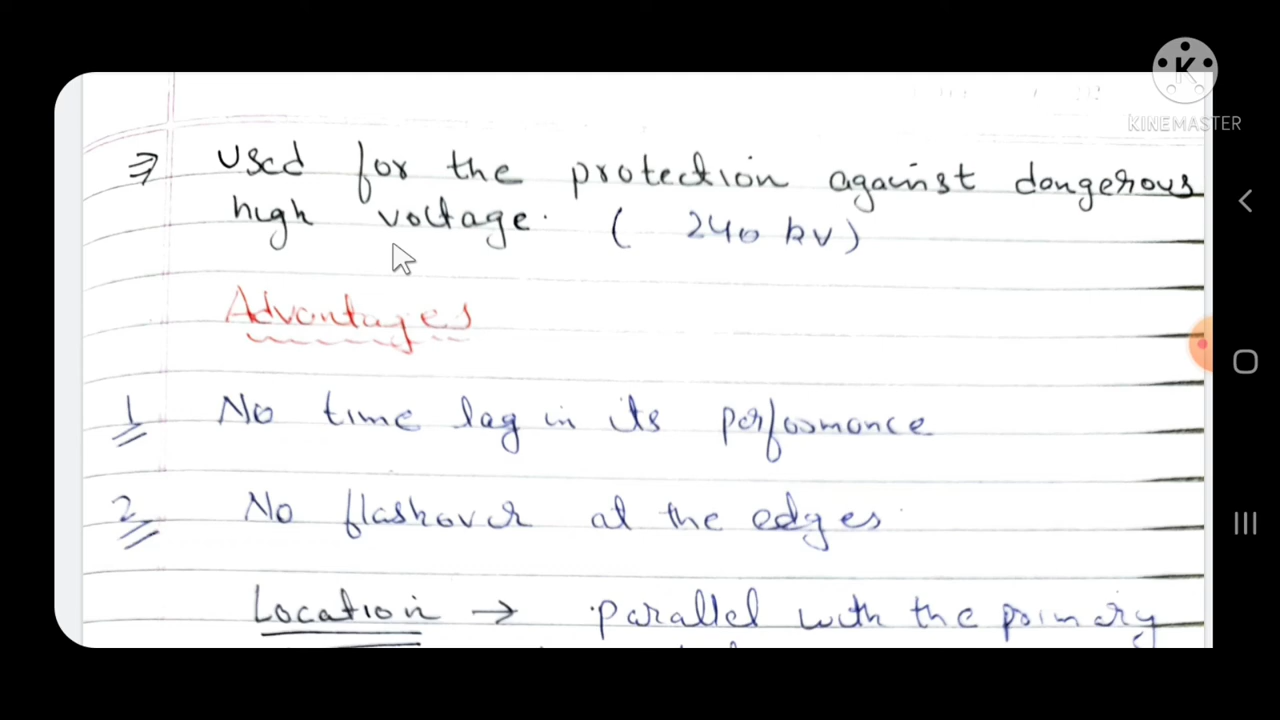 K
KINEMASTER
⇒ Used for the protection against dangerous
high voltage. ( 240 kv)
Advantages
1 No time lag in its performance
2 No flashover at the edges
Location → parallel with the primary